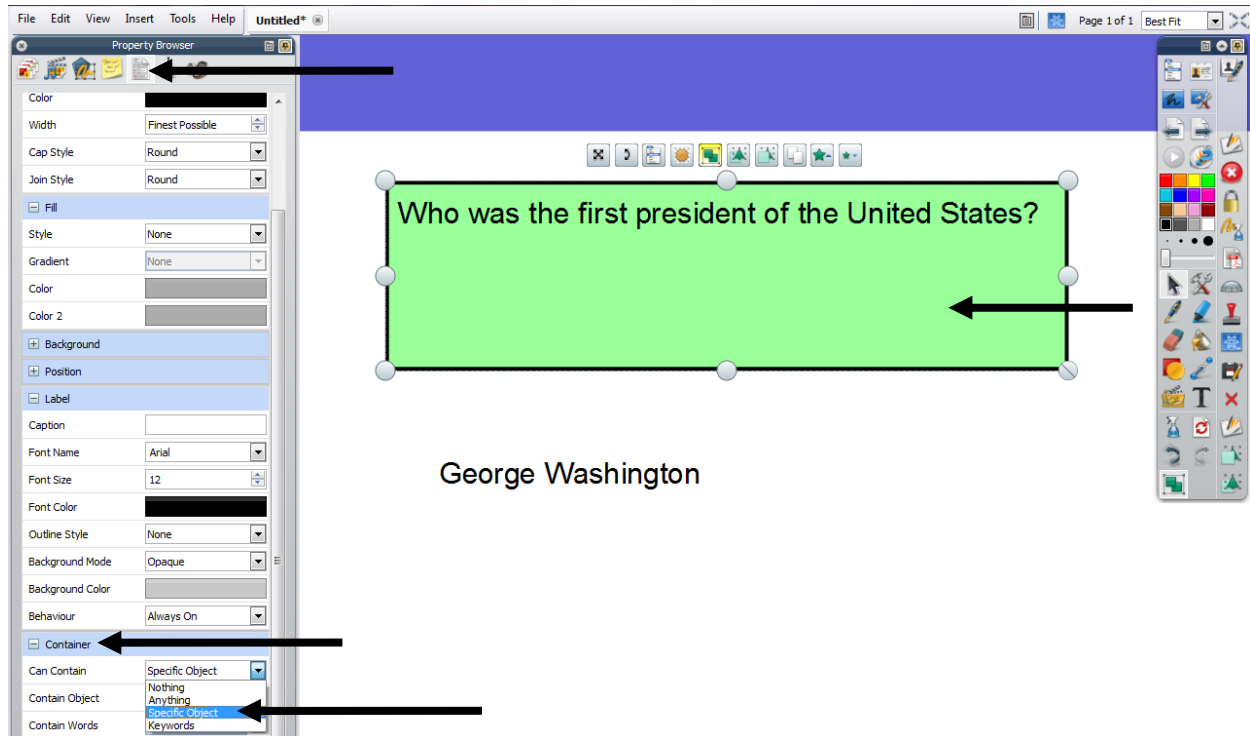 File Edit View Insert Tools Help Untitled*
Page 1 of 1 Best Fit
Property Browser
Color
Width Finest Possible
Cap Style Round
Join Style Round
Fill
Style None
Gradient None
Color
Color 2
Background
Position
Label
Caption
Font Name Arial
Font Size 12
Font Color
Outline Style None
Background Mode Opaque
Background Color
Behaviour Always On
Container
Can Contain Specific Object
Nothing
Contain Object Anything
Specific Object
Contain Words Keywords
Who was the first president of the United States?
George Washington